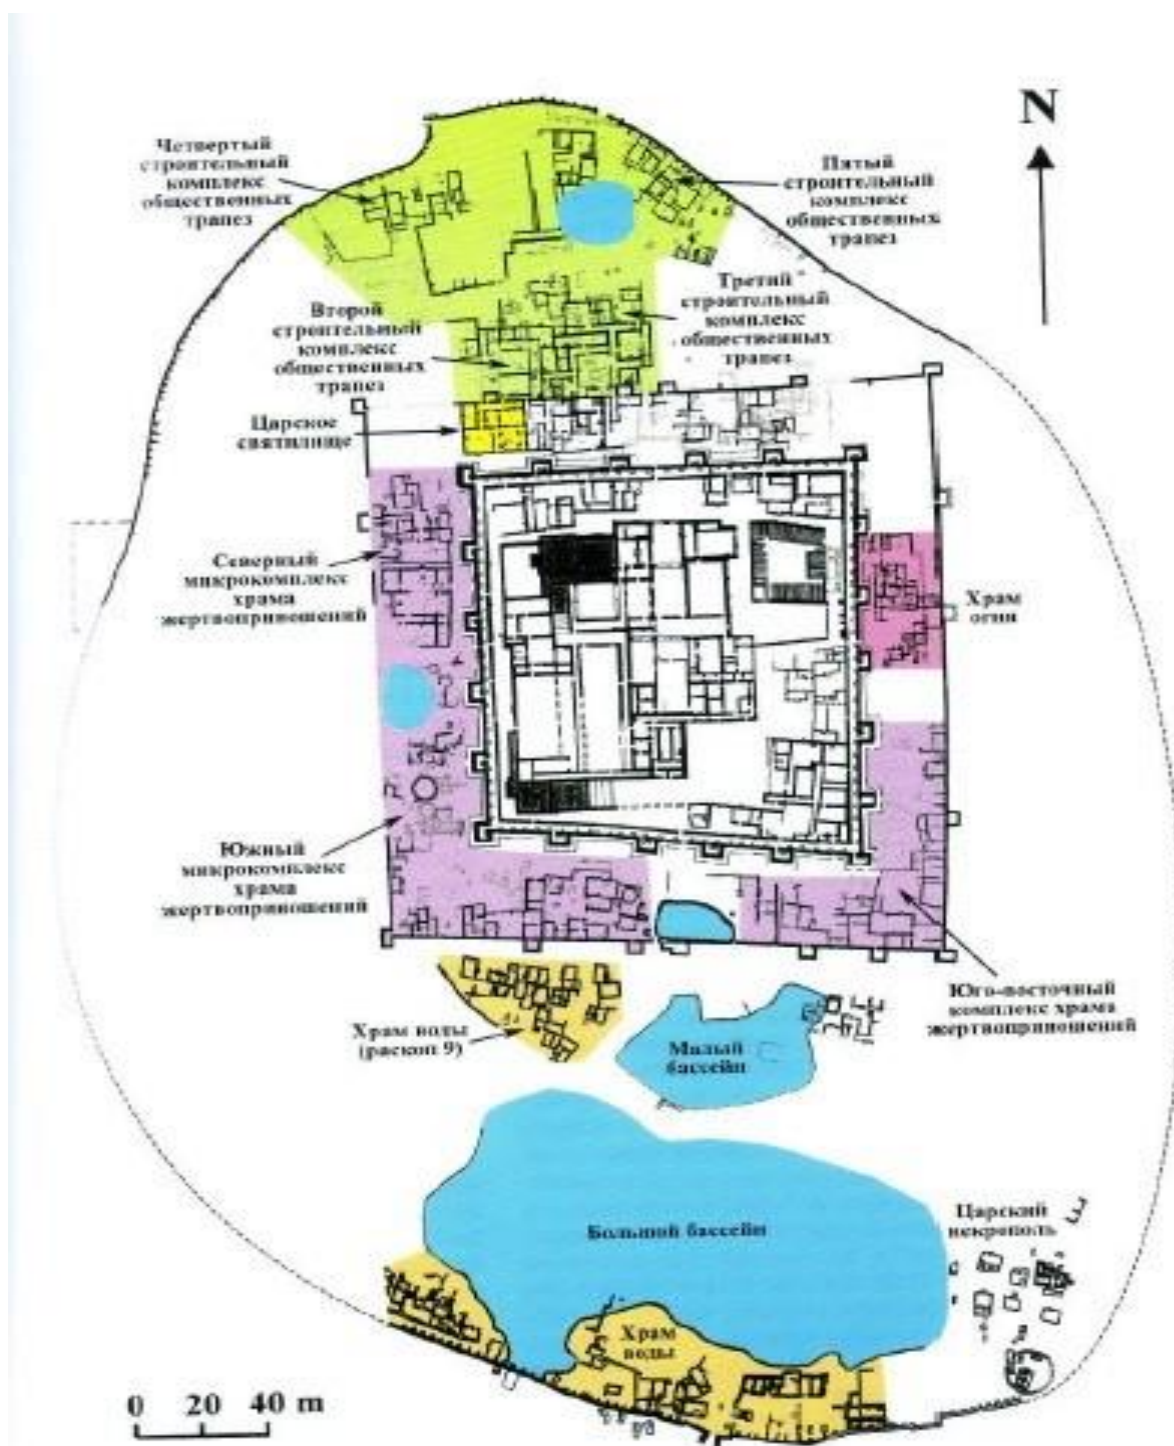 N
Четвертый
строительный
комплекс
общественных
трапез
Пятый
строительный
комплекс
общественных
трапез
Третий
строительный
комплекс
общественных
трапез
Второй
строительный
комплекс
общественных
трапез
Царское
святилище
Северный
микрокомплекс
храма
жертвоприношений
Храм
огня
Южный
микрокомплекс
храма
жертвоприношений
Юго-восточный
комплекс храма
жертвоприношений
Храм воды
(раскоп 9)
Малый
бассейн
Царский
некрополь
Большой бассейн
Храм
воды
0 20 40 m